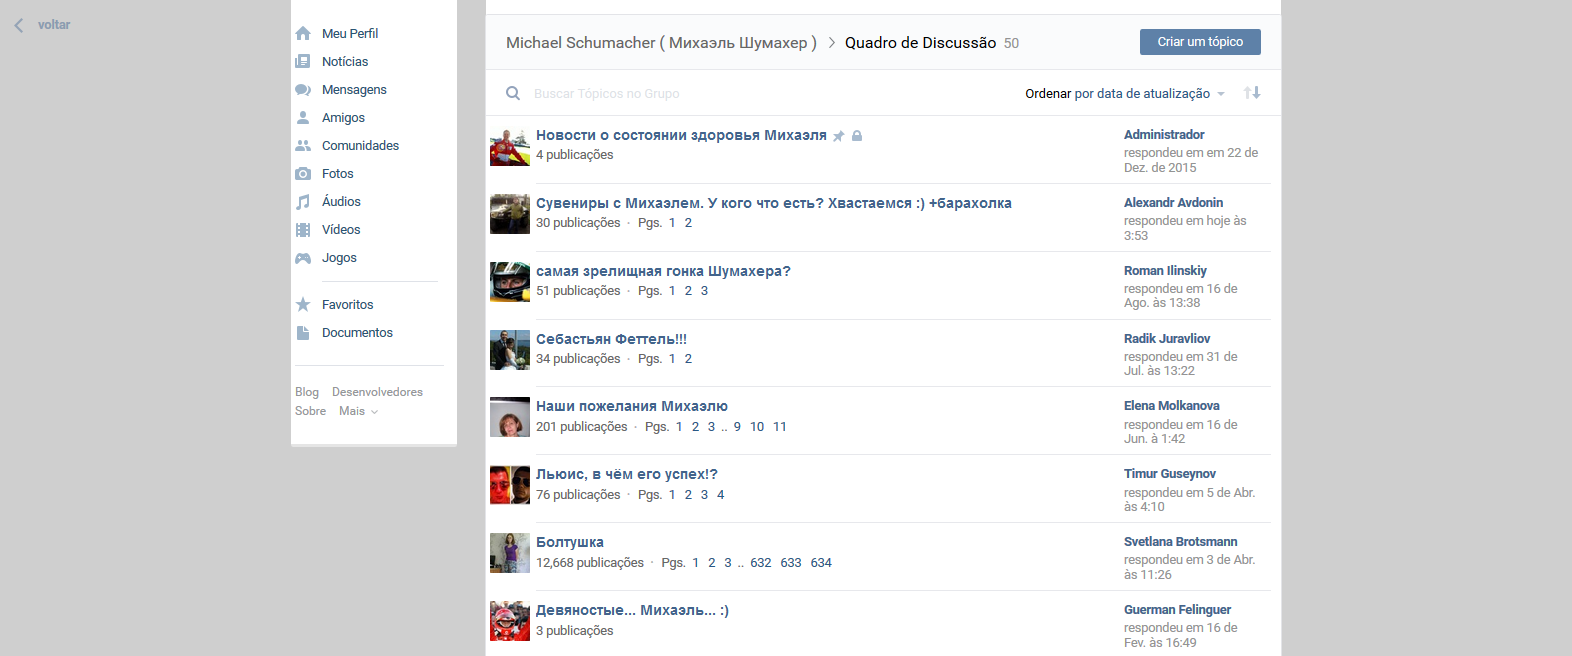 voltar
Meu Perfil
Notícias
Mensagens
Amigos
Comunidades
Fotos
Áudios
Vídeos
Jogos
Favoritos
Documentos
Blog Desenvolvedores
Sobre Mais
Michael Schumacher ( Михаэль Шумахер ) > Quadro de Discussão 50
Criar um tópico
Buscar Tópicos no Grupo
Ordenar por data de atualização
Новости о состоянии здоровья Михаэля
4 publicações
Administrador
respondeu em em 22 de
Dez. de 2015
Сувениры с Михаэлем. У кого что есть? Хвастаемся :) +барахолка
30 publicações · Pgs. 1 2
Alexandr Avdonin
respondeu em hoje às
3:53
самая зрелищная гонка Шумахера?
51 publicações · Pgs. 1 2 3
Roman Ilinskiy
respondeu em 16 de
Ago. às 13:38
Себастьян Феттель!!!
34 publicações · Pgs. 1 2
Radik Juravliov
respondeu em 31 de
Jul. às 13:22
Наши пожелания Михаэлю
201 publicações · Pgs. 1 2 3 .. 9 10 11
Elena Molkanova
respondeu em 16 de
Jun. à 1:42
Льюис, в чём его успех!?
76 publicações · Pgs. 1 2 3 4
Timur Guseynov
respondeu em 5 de Abr.
às 4:10
Болтушка
12,668 publicações · Pgs. 1 2 3 .. 632 633 634
Svetlana Brotsmann
respondeu em 3 de Abr.
às 11:26
Девяностые... Михаэль... :)
3 publicações
Guerman Felinguer
respondeu em 16 de
Fev. às 16:49